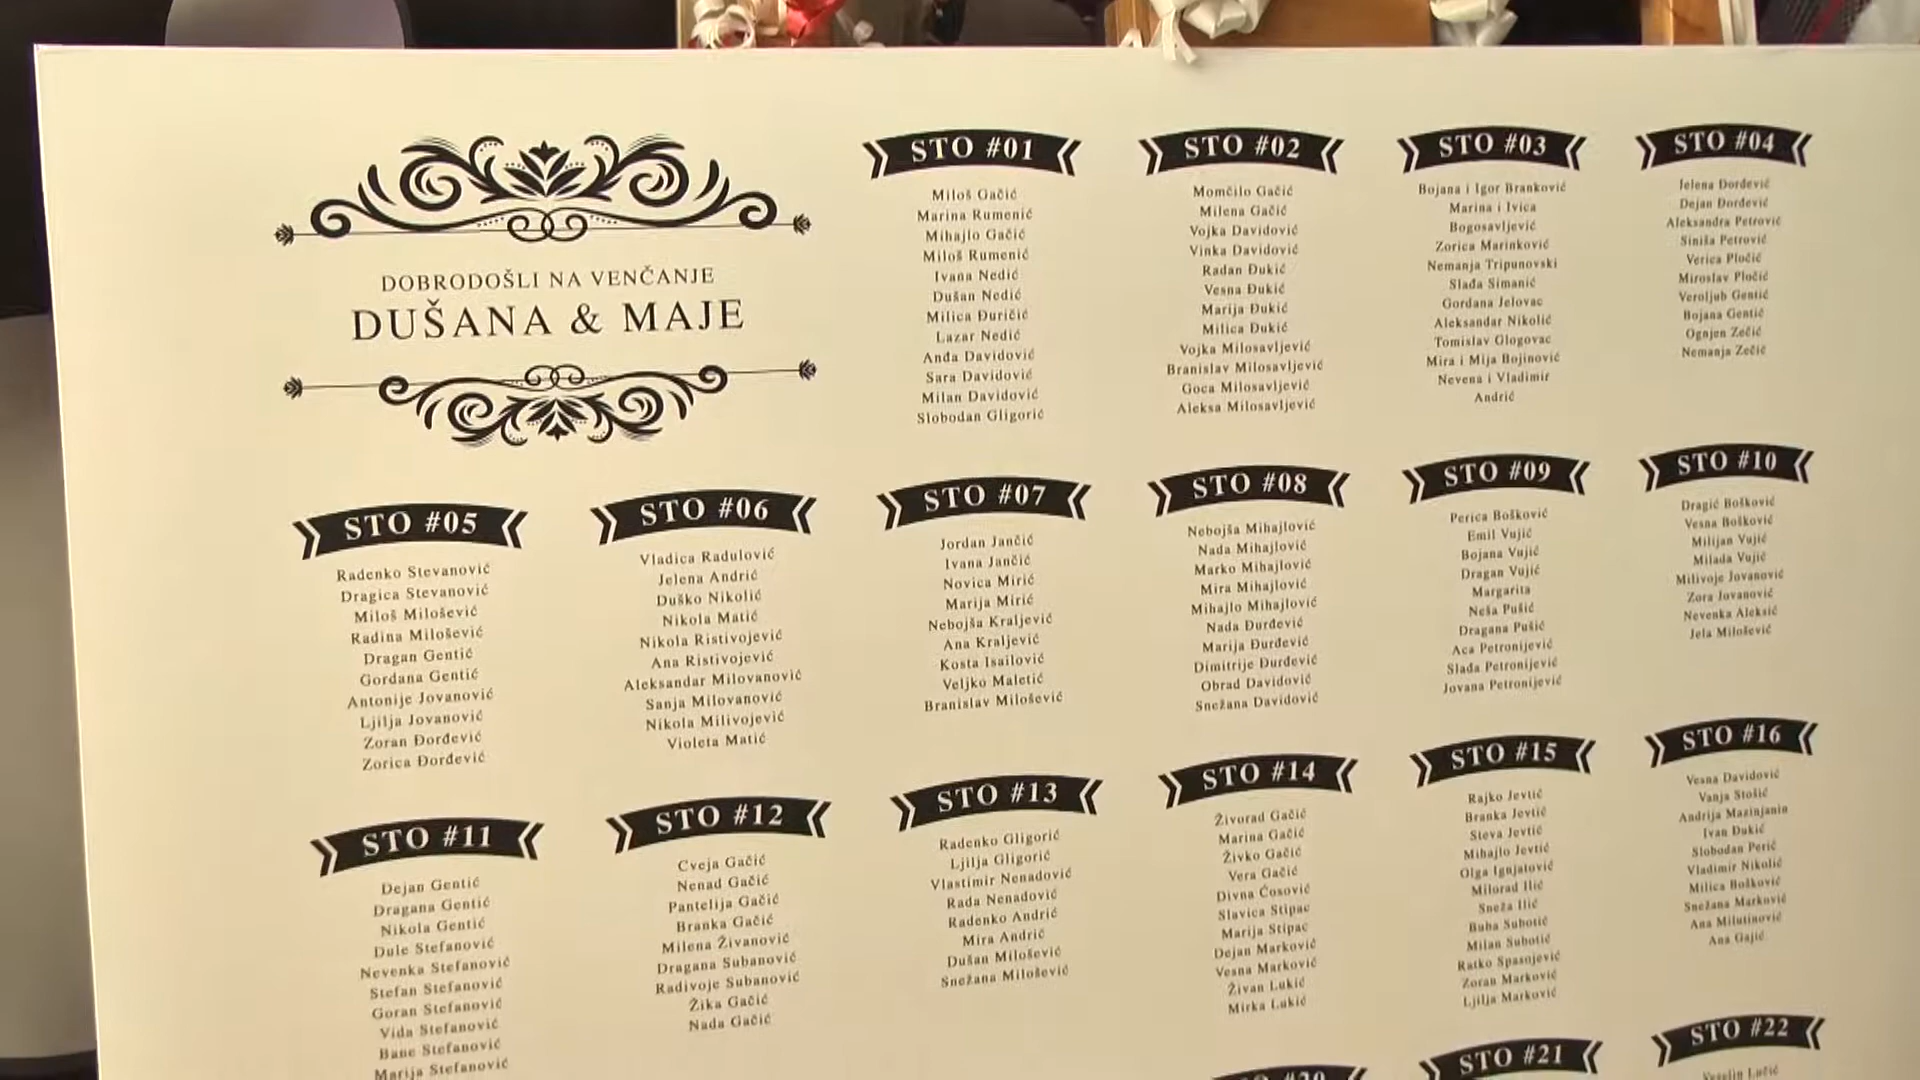 DOBRODOŠLI NA VENČANJE
DUŠANA & MAJE
STO #01
Miloš Gačić
Marina Rumenić
Mihajlo Gačić
Miloš Rumenić
Ivana Nedić
Dušan Nedić
Milica Đuričić
Lazar Nedić
Anđa Davidović
Sara Davidović
Milan Davidović
Slobodan Gligorić
STO #02
Momčilo Gačić
Milena Gačić
Vojka Davidović
Vinka Davidović
Radan Đukić
Vesna Đukić
Marija Đukić
Milica Đukić
Vojka Milosavljević
Branislav Milosavljević
Goca Milosavljević
Aleksa Milosavljević
STO #03
Bojana i Igor Branković
Marina i Ivica
Bogosavljević
Zorica Marinković
Nemanja Tripunovski
Slađa Simanić
Gordana Jelovac
Aleksandar Nikolić
Tomislav Glogovac
Mira i Mija Bojinović
Nevena i Vladimir
Andrić
STO #04
Jelena Đorđević
Dejan Đorđević
Aleksandra Petrović
Siniša Petrović
Verica Pločić
Miroslav Pločić
Veroljub Gentić
Bojana Gentić
Ognjen Zečić
Nemanja Zečić
STO #05
Radenko Stevanović
Dragica Stevanović
Miloš Milošević
Radina Milošević
Dragan Gentić
Gordana Gentić
Antonije Jovanović
Ljilja Jovanović
Zoran Đorđević
Zorica Đorđević
STO #06
Vladica Radulović
Jelena Andrić
Duško Nikolić
Nikola Matić
Nikola Ristivojević
Ana Ristivojević
Aleksandar Milovanović
Sanja Milovanović
Nikola Milivojević
Violeta Matić
STO #07
Jordan Jančić
Ivana Jančić
Novica Mirić
Marija Mirić
Nebojša Kraljević
Ana Kraljević
Kosta Isailović
Veljko Maletić
Branislav Milošević
STO #08
Nebojša Mihajlović
Nada Mihajlović
Marko Mihajlović
Mira Mihajlović
Mihajlo Mihajlović
Nada Đurđević
Marija Đurđević
Dimitrije Đurđević
Obrad Davidović
Snežana Davidović
STO #09
Perica Bošković
Emil Vujić
Bojana Vujić
Dragan Vujić
Margarita
Neša Pušić
Dragana Pušić
Aca Petronijević
Slađa Petronijević
Jovana Petronijević
STO #10
Dragić Bošković
Vesna Bošković
Milijan Vujić
Milada Vujić
Milivoje Jovanović
Zora Jovanović
Nevenka Aleksić
Jela Milošević
STO #11
Dejan Gentić
Dragana Gentić
Nikola Gentić
Dule Stefanović
Nevenka Stefanović
Stefan Stefanović
Goran Stefanović
Vida Stefanović
Bane Stefanović
Marija Stefanović
STO #12
Cveja Gačić
Nenad Gačić
Pantelija Gačić
Branka Gačić
Milena Živanović
Dragana Subanović
Radivoje Subanović
Žika Gačić
Nada Gačić
STO #13
Radenko Gligorić
Ljilja Gligorić
Vlastimir Nenadović
Rada Nenadović
Radenko Andrić
Mira Andrić
Dušan Milošević
Snežana Milošević
STO #14
Živorad Gačić
Marina Gačić
Živko Gačić
Vera Gačić
Divna Ćosović
Slavica Stipac
Marija Stipac
Dejan Marković
Vesna Marković
Živan Lukić
Mirka Lukić
STO #15
Rajko Jevtić
Branka Jevtić
Steva Jevtić
Mihajlo Jevtić
Olga Ignjatović
Milorad Ilić
Sneža Ilić
Buba Subotić
Milan Subotić
Ratko Spasojević
Zoran Marković
Ljilja Marković
STO #16
Vesna Davidović
Vanja Stošić
Andrija Mazinjanin
Ivan Đukić
Slobodan Perić
Vladimir Nikolić
Milica Bošković
Snežana Marković
Ana Milutinović
Ana Gajić
STO #20
STO #21
STO #22
Veselin Lučić